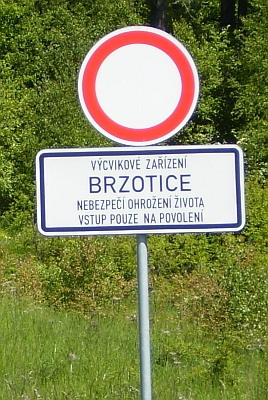 VÝCVIKOVÉ ZAŘÍZENÍ
BRZOTICE
NEBEZPEČÍ OHROŽENÍ ŽIVOTA
VSTUP POUZE NA POVOLENÍ